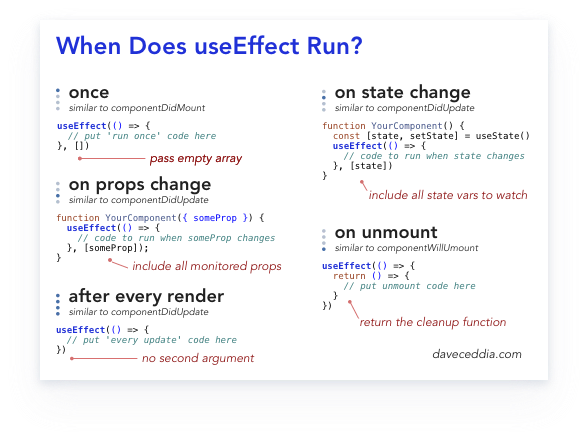 When Does useEffect Run?
once
similar to componentDidMount
useEffect(() => {
// put 'run once' code here
}, [])
pass empty array
on props change
similar to componentDidUpdate
function YourComponent({ someProp }) {
useEffect(() => {
// code to run when someProp changes
}, [someProp]);
}
include all monitored props
after every render
similar to componentDidUpdate
useEffect(() => {
// put 'every update' code here
})
no second argument
on state change
similar to componentDidUpdate
function YourComponent() {
const [state, setState] = useState()
useEffect(() => {
// code to run when state changes
}, [state])
}
include all state vars to watch
on unmount
similar to componentWillUmount
useEffect(() => {
return () => {
// put unmount code here
}
})
return the cleanup function
daveceddia.com